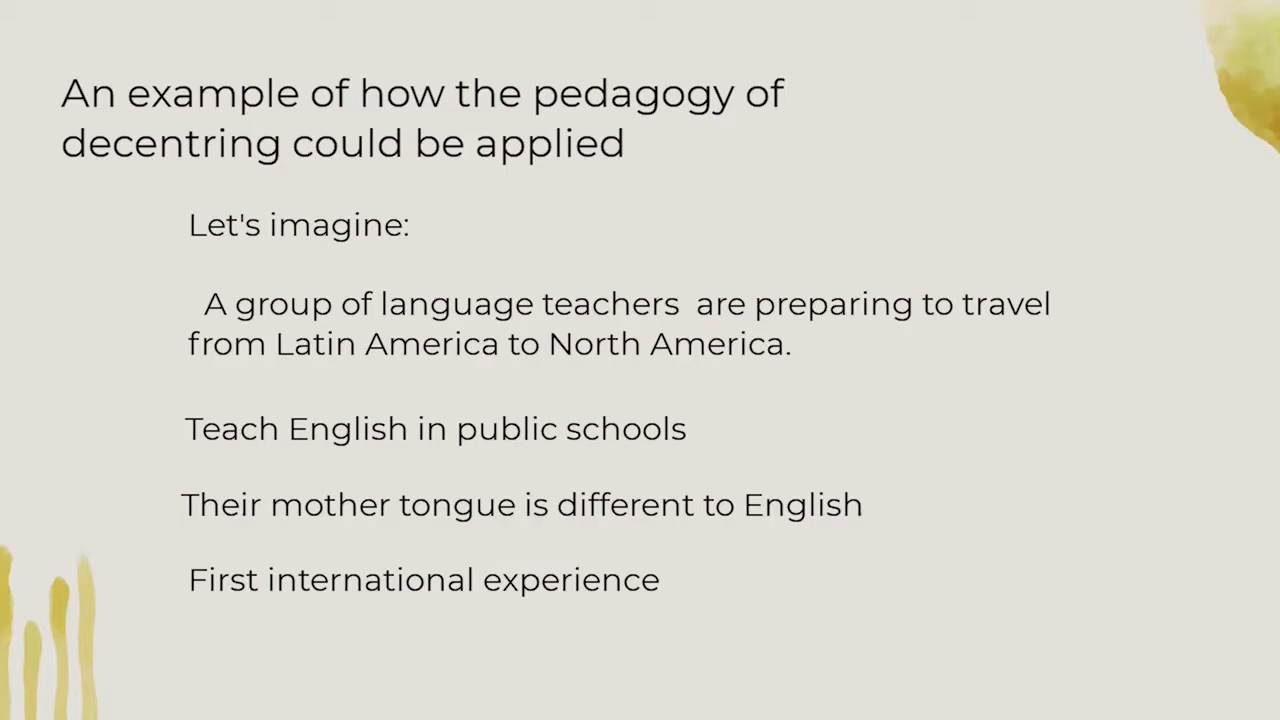 An example of how the pedagogy of
decentring could be applied
Let's imagine:
A group of language teachers are preparing to travel
from Latin America to North America.
Teach English in public schools
Their mother tongue is different to English
First international experience